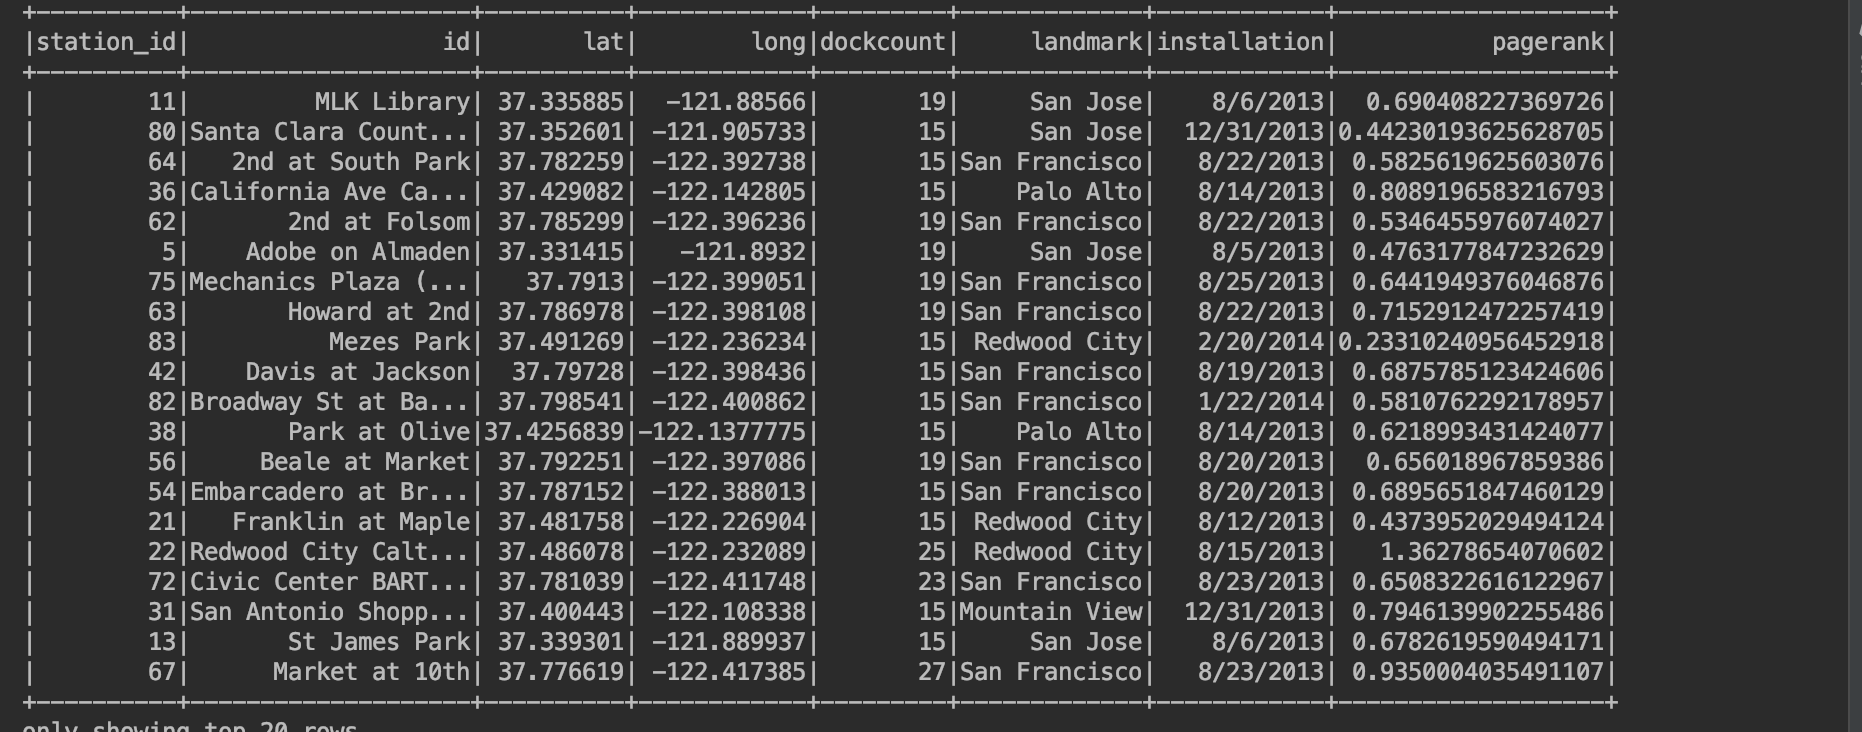 +----------+--------------------+----------+------------+---------+-------------+------------+-------------------+
|station_id|                  id|       lat|        long|dockcount|     landmark|installation|           pagerank|
+----------+--------------------+----------+------------+---------+-------------+------------+-------------------+
|        11|         MLK Library| 37.335885|  -121.88566|       19|     San Jose|    8/6/2013|  0.690408227369726|
|        80|Santa Clara Count...| 37.352601| -121.905733|       15|     San Jose|  12/31/2013|0.44230193625628705|
|        64|   2nd at South Park| 37.782259| -122.392738|       15|San Francisco|   8/22/2013| 0.5825619625603076|
|        36|California Ave Ca...| 37.429082| -122.142805|       15|    Palo Alto|   8/14/2013| 0.8089196583216793|
|        62|       2nd at Folsom| 37.785299| -122.396236|       19|San Francisco|   8/22/2013| 0.5346455976074027|
|         5|    Adobe on Almaden| 37.331415|   -121.8932|       19|     San Jose|    8/5/2013| 0.4763177847232629|
|        75|Mechanics Plaza (...|   37.7913| -122.399051|       19|San Francisco|   8/25/2013| 0.6441949376046876|
|        63|       Howard at 2nd| 37.786978| -122.398108|       19|San Francisco|   8/22/2013| 0.7152912472257419|
|        83|          Mezes Park| 37.491269| -122.236234|       15| Redwood City|   2/20/2014|0.23310240956452918|
|        42|    Davis at Jackson|  37.79728| -122.398436|       15|San Francisco|   8/19/2013| 0.6875785123424606|
|        82|Broadway St at Ba...| 37.798541| -122.400862|       15|San Francisco|   1/22/2014| 0.5810762292178957|
|        38|       Park at Olive|37.4256839|-122.1377775|       15|    Palo Alto|   8/14/2013| 0.6218993431424077|
|        56|     Beale at Market| 37.792251| -122.397086|       19|San Francisco|   8/20/2013|  0.656018967859386|
|        54|Embarcadero at Br...| 37.787152| -122.388013|       15|San Francisco|   8/20/2013| 0.6895651847460129|
|        21|   Franklin at Maple| 37.481758| -122.226904|       15| Redwood City|   8/12/2013| 0.4373952029494124|
|        22|Redwood City Calt...| 37.486078| -122.232089|       25| Redwood City|   8/15/2013|   1.36278654070602|
|        72|Civic Center BART...| 37.781039| -122.411748|       23|San Francisco|   8/23/2013| 0.6508322616122967|
|        31|San Antonio Shopp...| 37.400443| -122.108338|       15|Mountain View|  12/31/2013| 0.7946139902255486|
|        13|       St James Park| 37.339301| -121.889937|       15|     San Jose|    8/6/2013| 0.6782619590494171|
|        67|      Market at 10th| 37.776619| -122.417385|       27|San Francisco|   8/23/2013| 0.9350004035491107|
+----------+--------------------+----------+------------+---------+-------------+------------+-------------------+
only showing top 20 rows